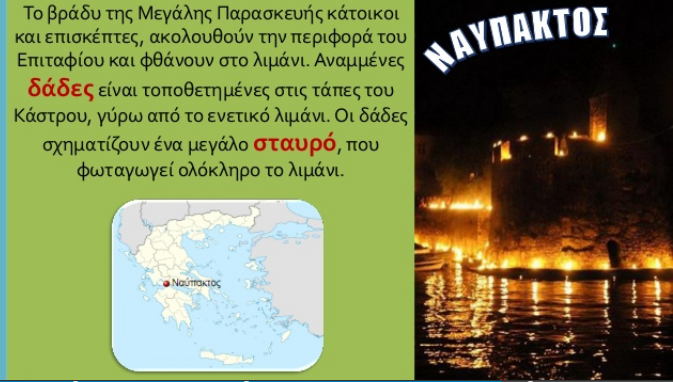 Το βράδυ της Μεγάλης Παρασκευής κάτοικοι
και επισκέπτες, ακολουθούν την περιφορά του
Επιταφίου και φθάνουν στο λιμάνι. Αναμμένες
δάδες είναι τοποθετημένες στις τάπες του
Κάστρου, γύρω από το ενετικό λιμάνι. Οι δάδες
σχηματίζουν ένα μεγάλο σταυρό, που
φωταγωγεί ολόκληρο το λιμάνι.
ΝΑΥΠΑΚΤΟΣ
Ναύπακτος